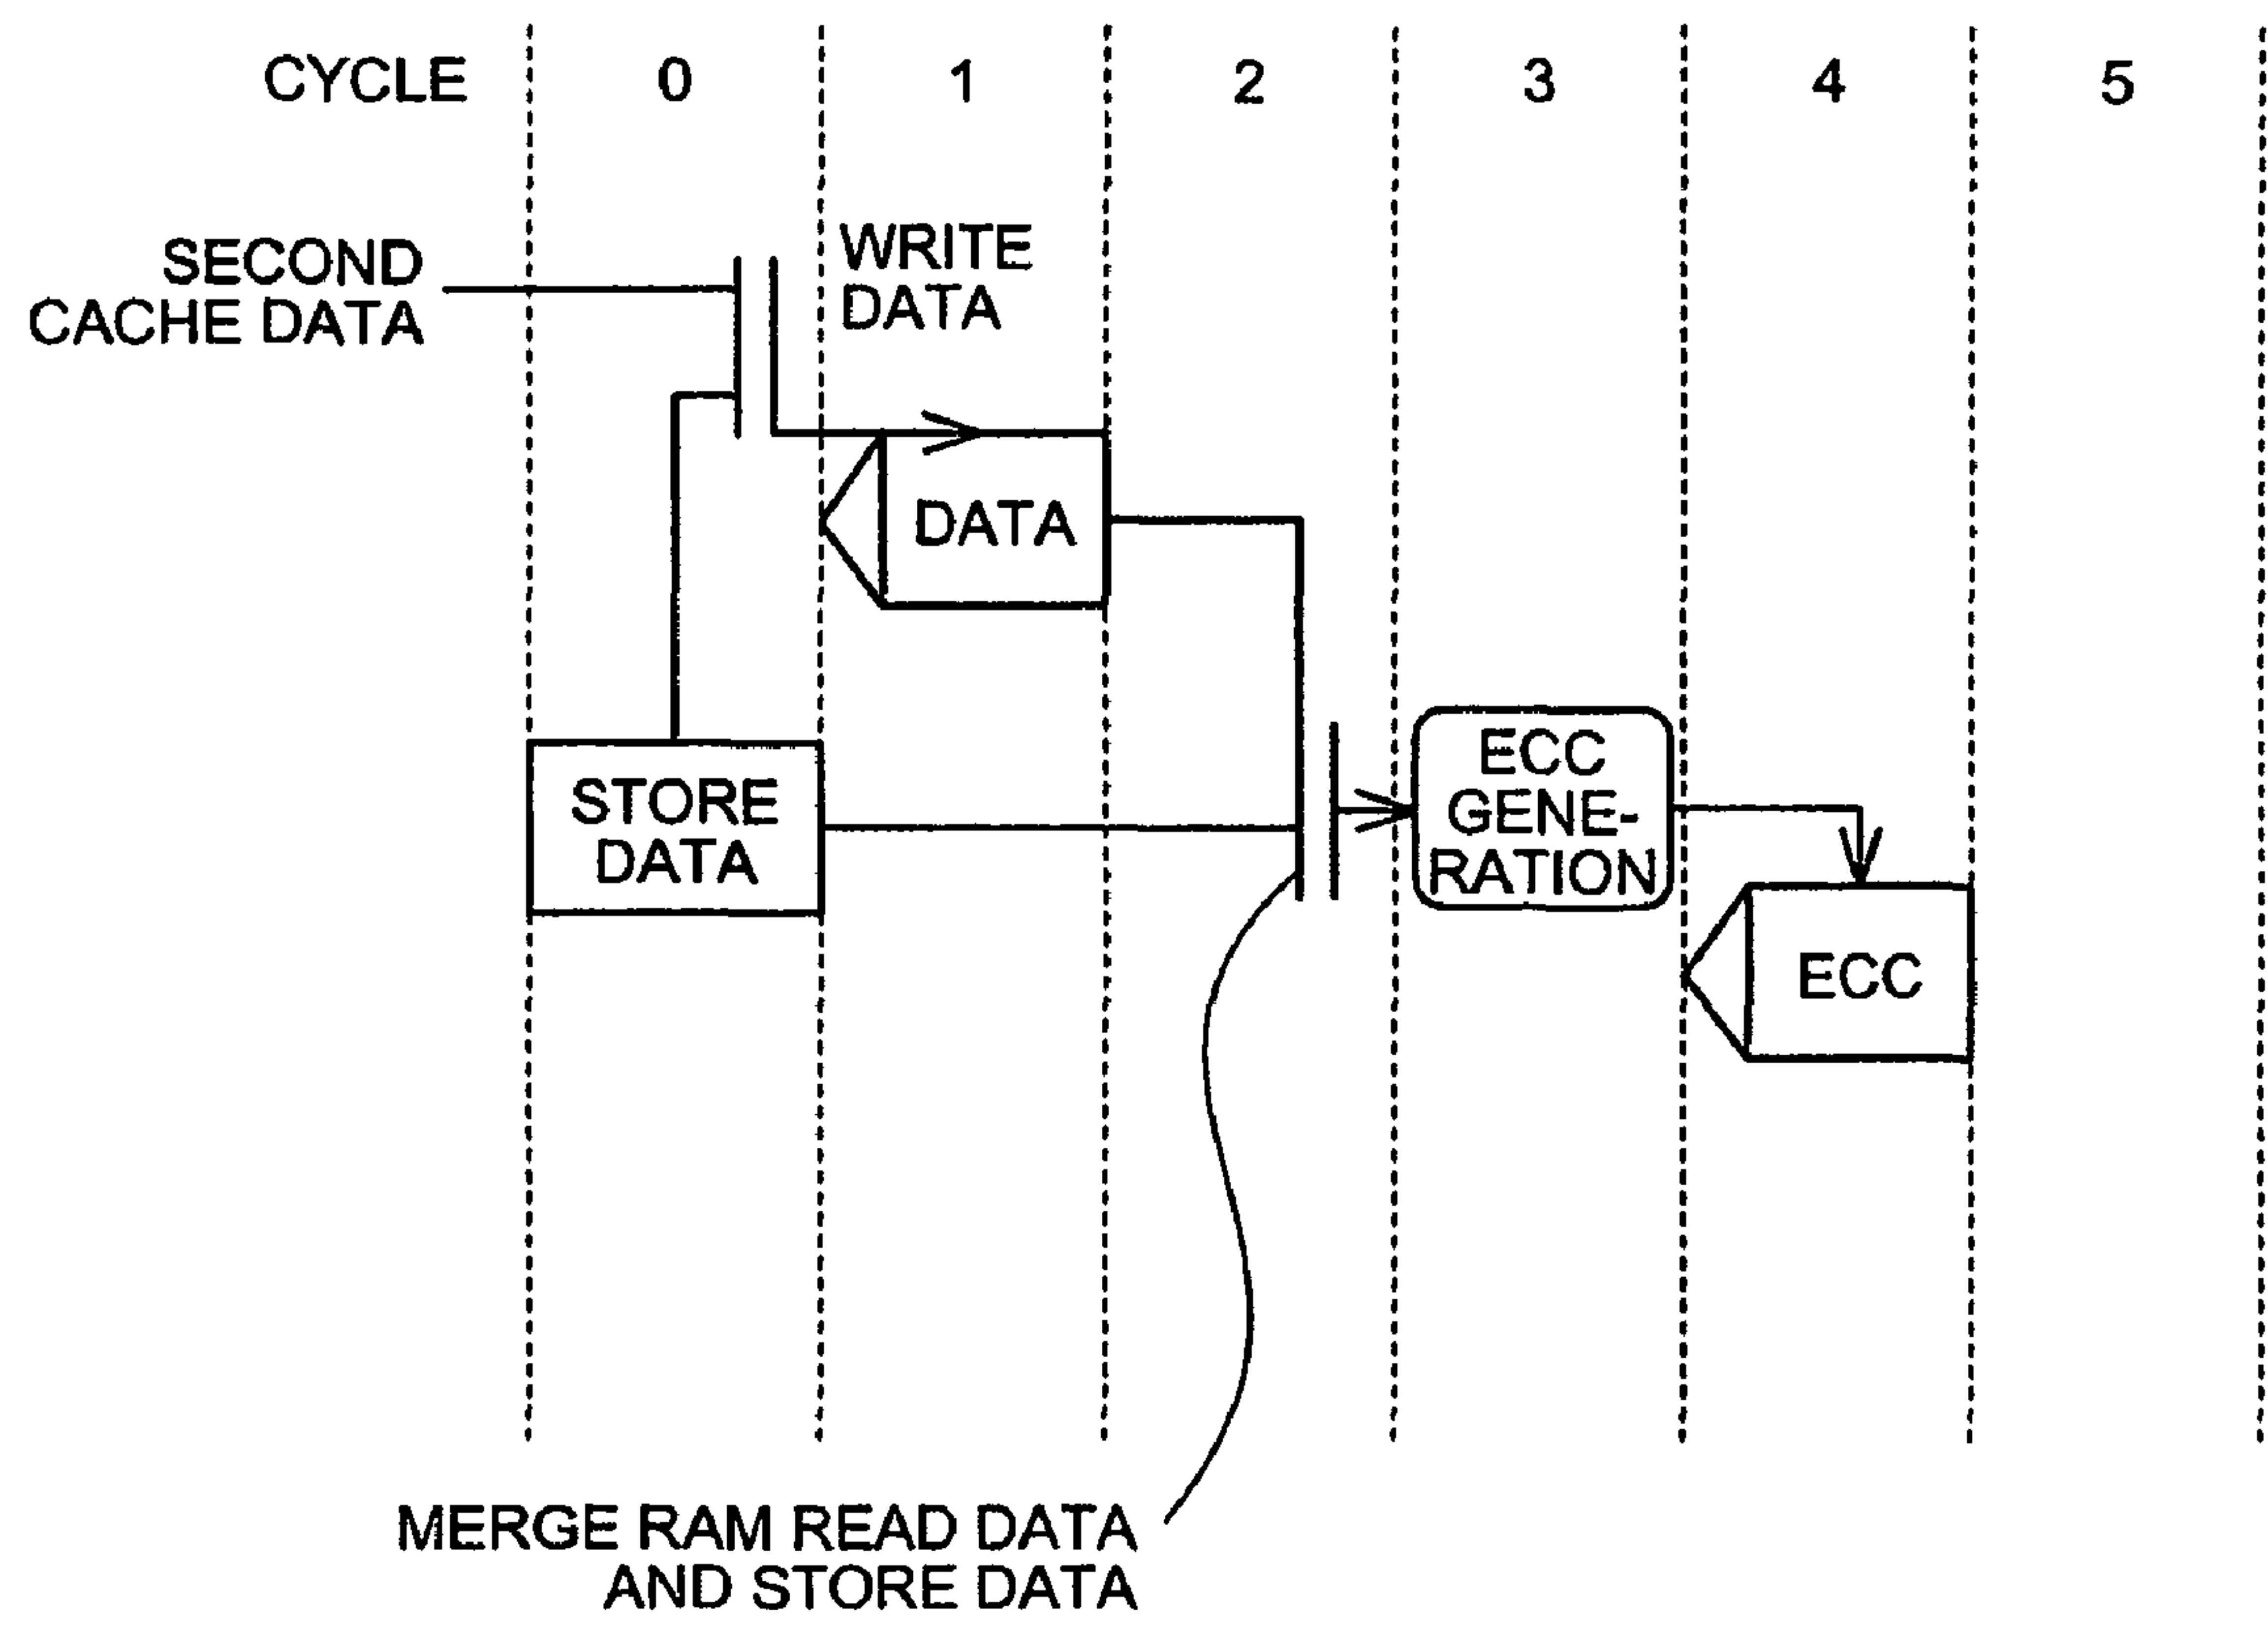 CYCLE 0 1 2 3 4 5
SECOND
CACHE DATA
WRITE
DATA
DATA
STORE
DATA
ECC
GENE-
RATION
ECC
MERGE RAM READ DATA
AND STORE DATA